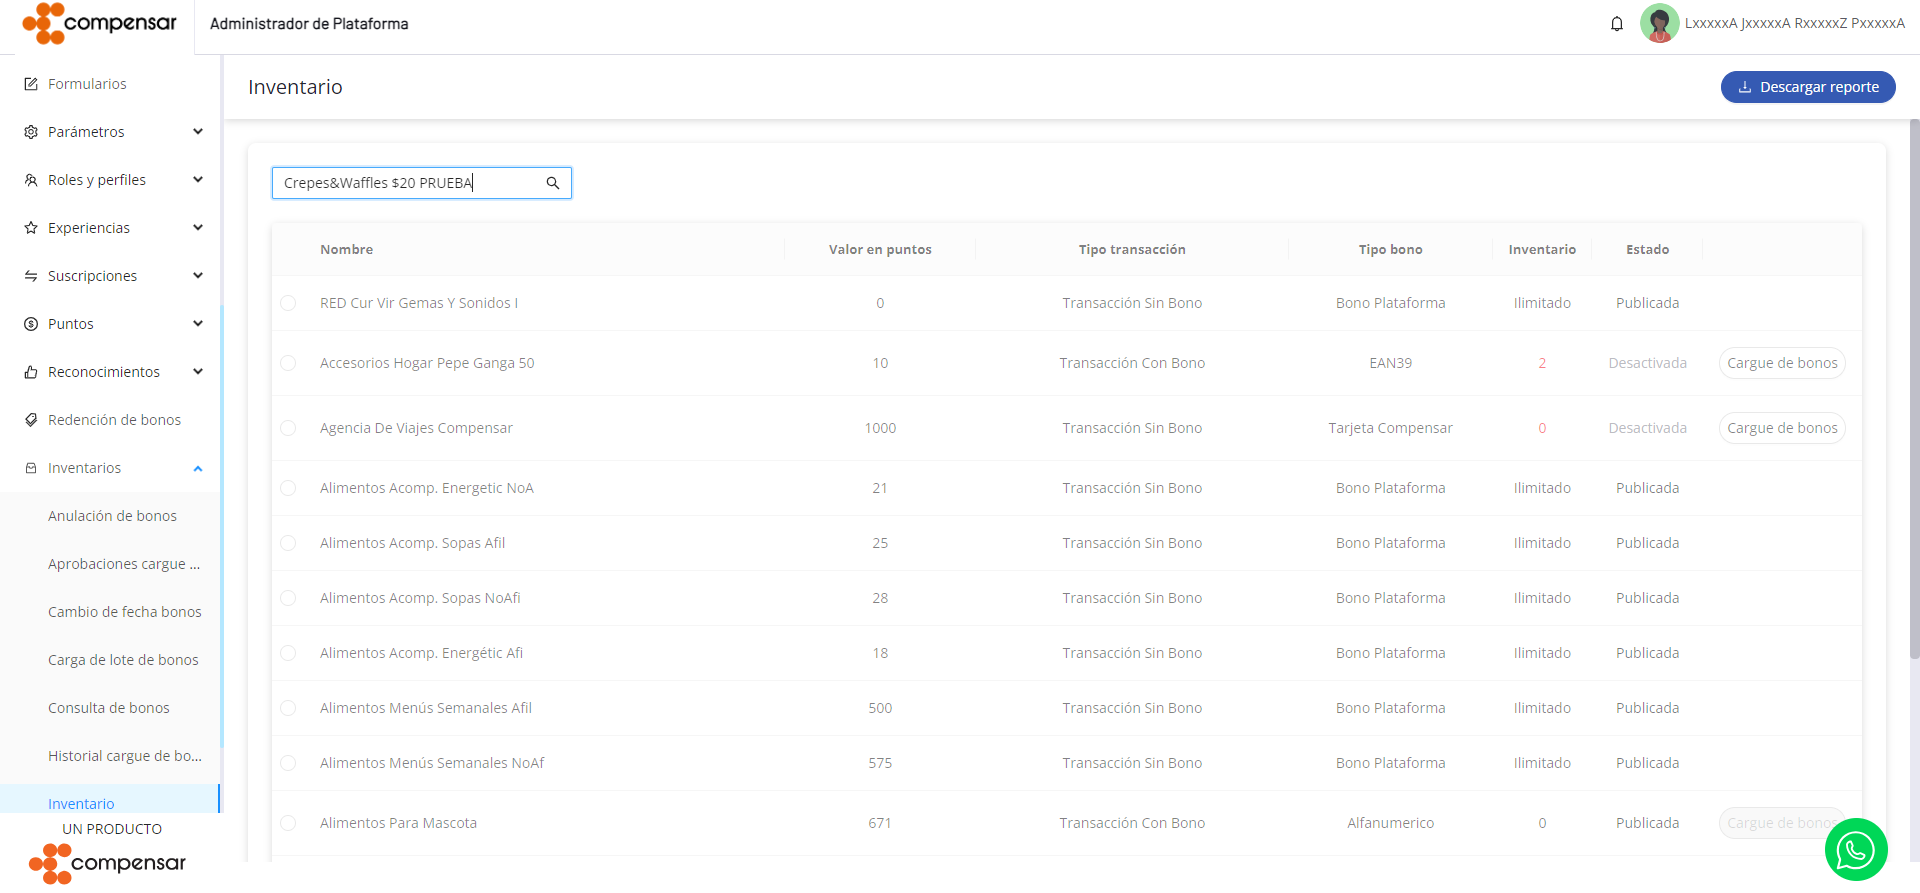 compensar
Administrador de Plataforma
LxxxxxA JxxxxxA RxxxxxZ PxxxxxA
Formularios
Parámetros
Roles y perfiles
Experiencias
Suscripciones
Puntos
Reconocimientos
Redención de bonos
Inventarios
Anulación de bonos
Aprobaciones cargue ...
Cambio de fecha bonos
Carga de lote de bonos
Consulta de bonos
Historial cargue de bo...
Inventario
UN PRODUCTO
compensar
Inventario
Descargar reporte
Crepes&Waffles $20 PRUEBA
Nombre Valor en puntos Tipo transacción Tipo bono Inventario Estado
RED Cur Vir Gemas Y Sonidos I 0 Transacción Sin Bono Bono Plataforma Ilimitado Publicada
Accesorios Hogar Pepe Ganga 50 10 Transacción Con Bono EAN39 2 Desactivada Cargue de bonos
Agencia De Viajes Compensar 1000 Transacción Sin Bono Tarjeta Compensar 0 Desactivada Cargue de bonos
Alimentos Acomp. Energetic NoA 21 Transacción Sin Bono Bono Plataforma Ilimitado Publicada
Alimentos Acomp. Sopas Afil 25 Transacción Sin Bono Bono Plataforma Ilimitado Publicada
Alimentos Acomp. Sopas NoAfi 28 Transacción Sin Bono Bono Plataforma Ilimitado Publicada
Alimentos Acomp. Energétic Afi 18 Transacción Sin Bono Bono Plataforma Ilimitado Publicada
Alimentos Menús Semanales Afil 500 Transacción Sin Bono Bono Plataforma Ilimitado Publicada
Alimentos Menús Semanales NoAf 575 Transacción Sin Bono Bono Plataforma Ilimitado Publicada
Alimentos Para Mascota 671 Transacción Con Bono Alfanumerico 0 Publicada Cargue de bonos